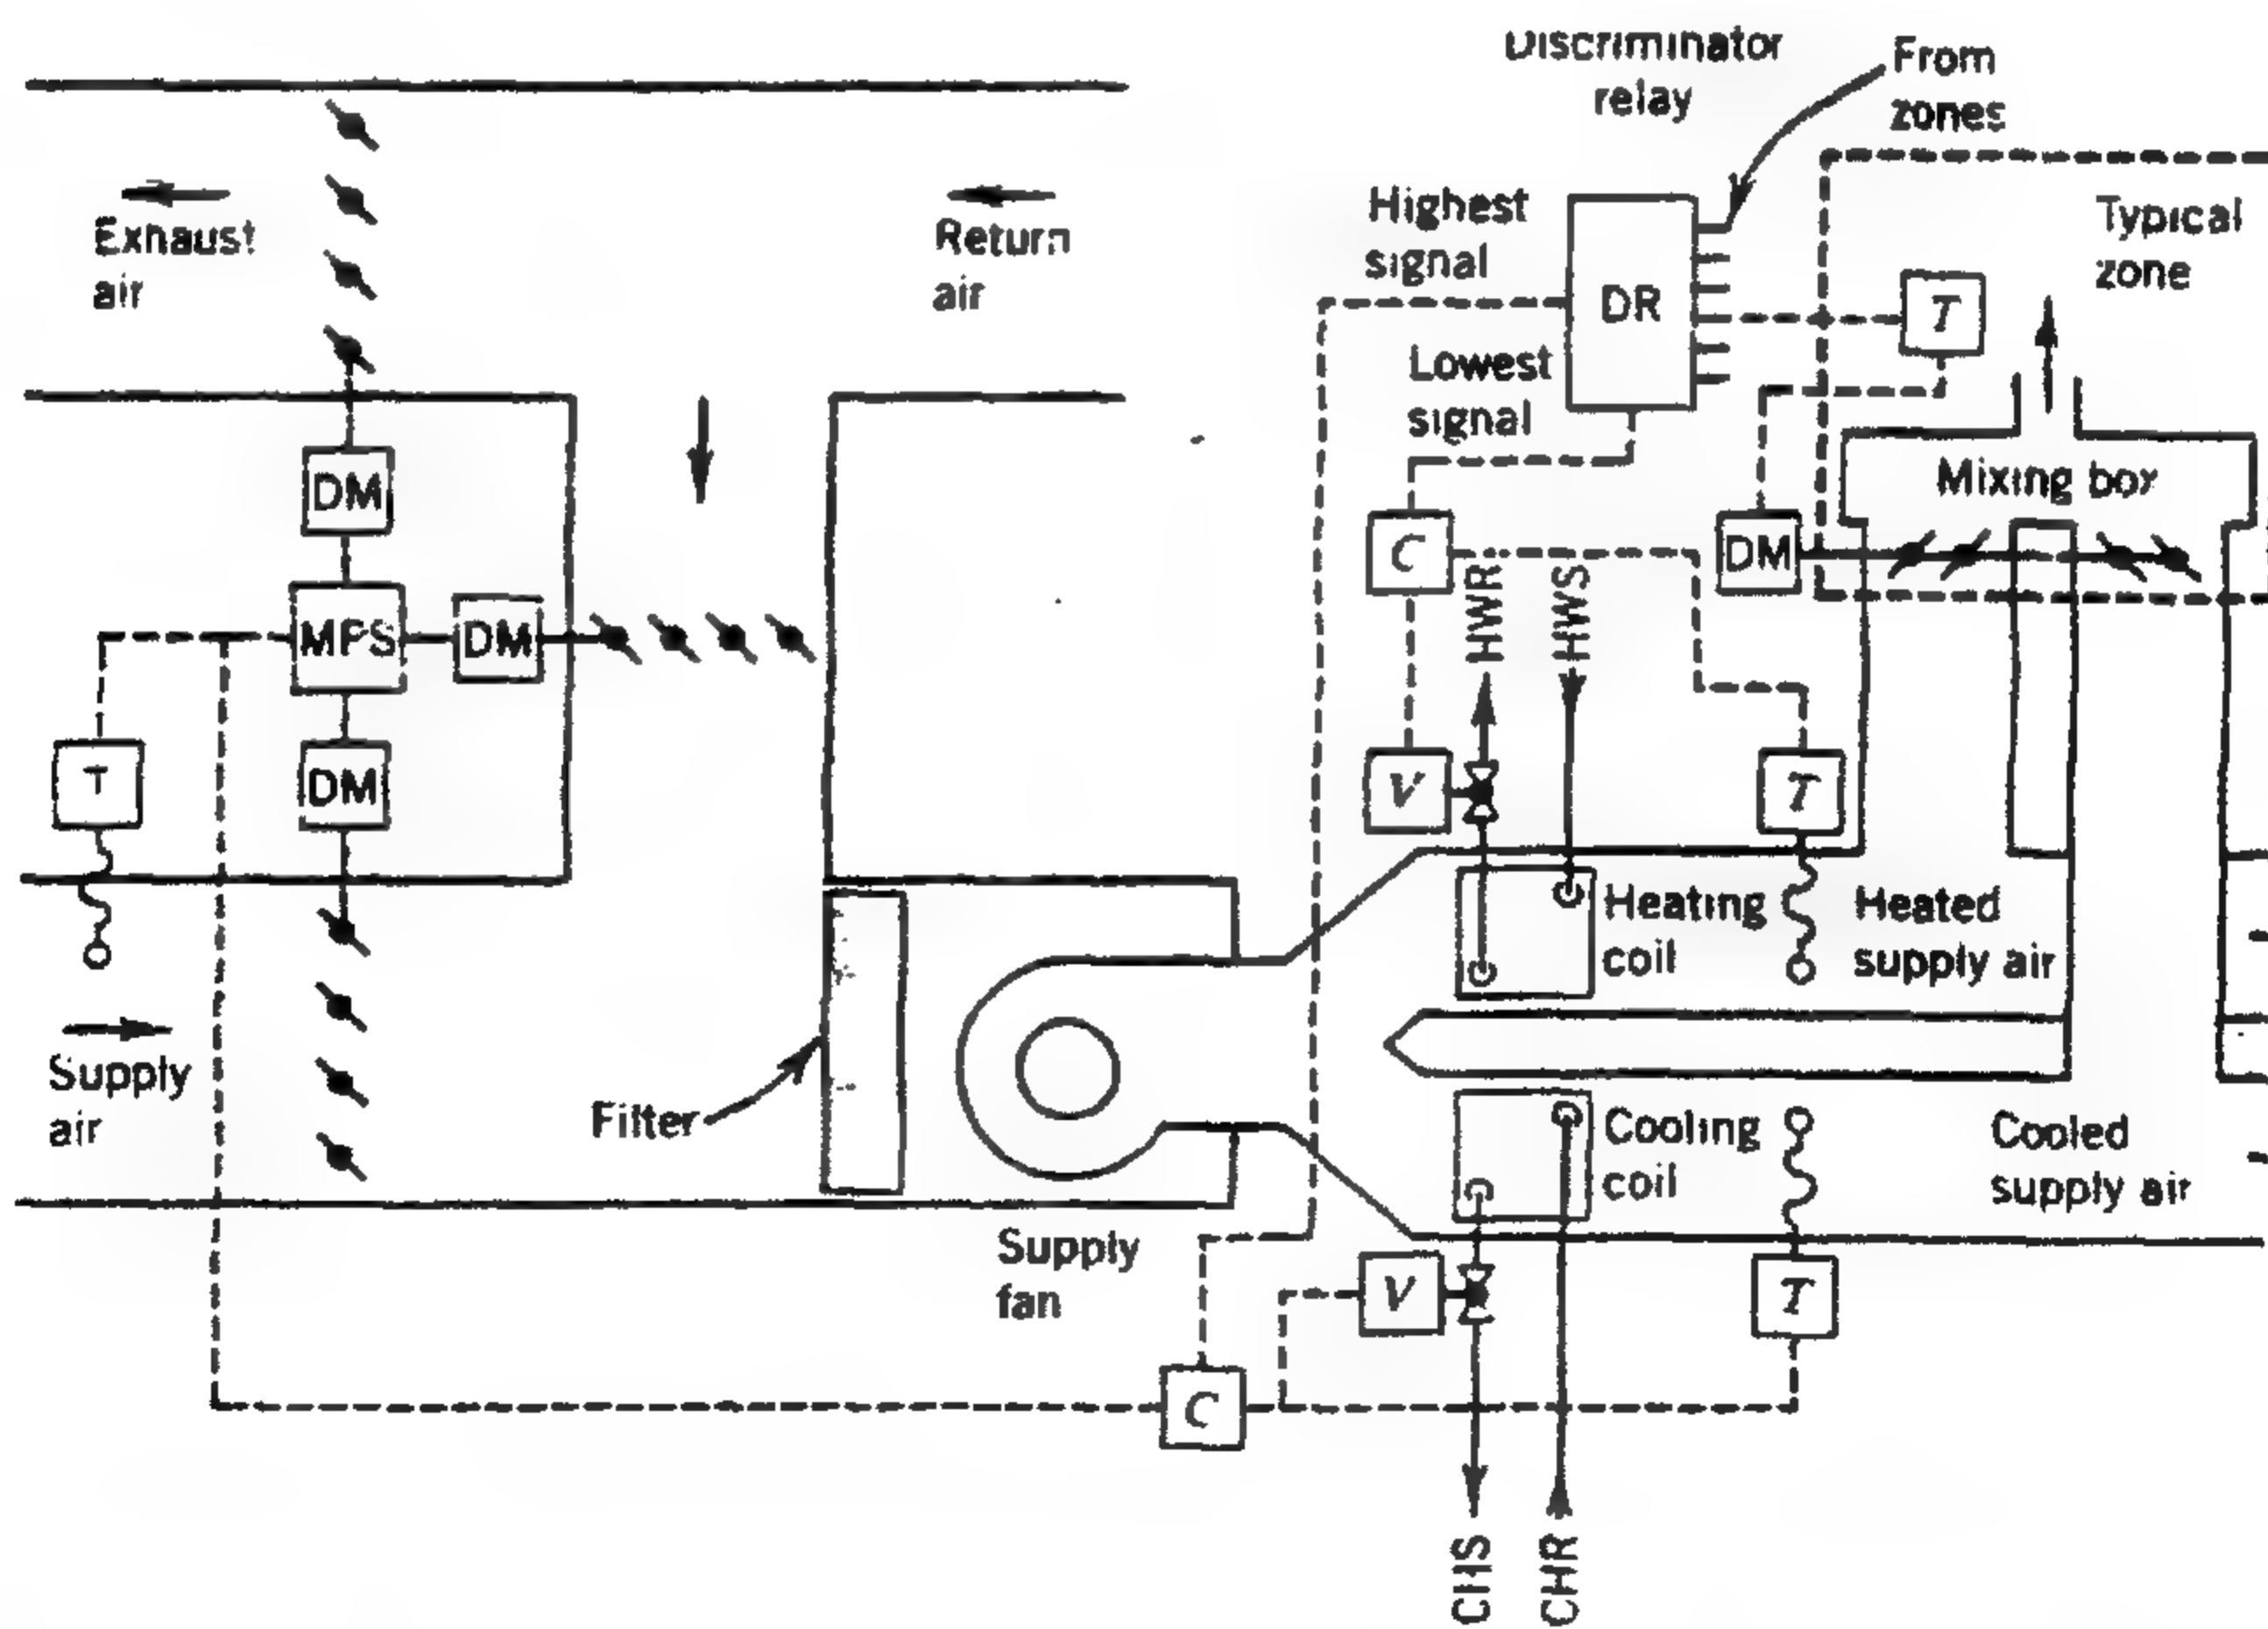 Discriminator
relay
From
zones
Exhaust
air
Return
air
Highest
signal
DR
T
Typical
zone
Lowest
signal
DM
Mixing box
C
DM
HWR
HWS
MPS
DM
T
DM
V
T
Heating
coil
Heated
supply air
Supply
air
Filter
Cooling
coil
Cooled
supply air
Supply
fan
V
T
C
CHS
CHR